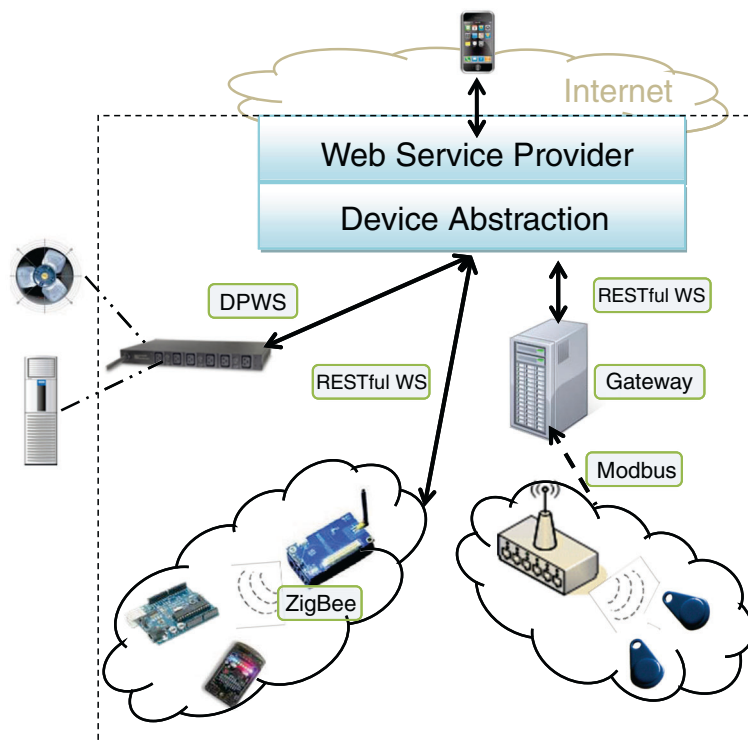 Internet
Web Service Provider
Device Abstraction
DPWS
RESTful WS
RESTful WS
Gateway
Modbus
ZigBee